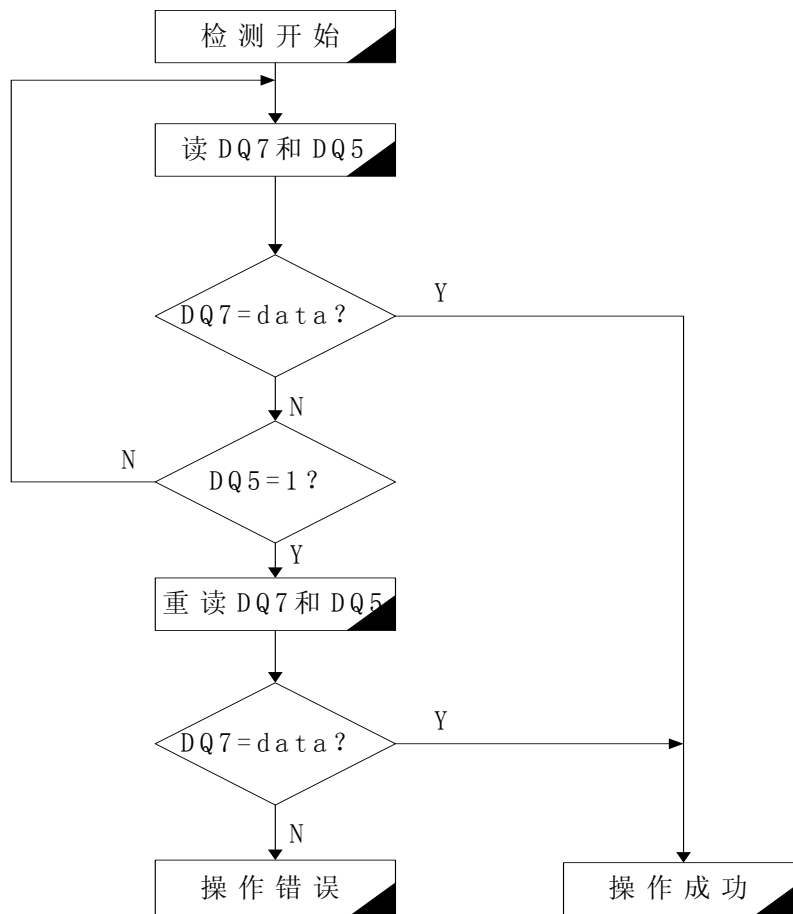 检测开始
读DQ7和DQ5
DQ7=data?
Y
N
DQ5=1?
N
Y
重读DQ7和DQ5
DQ7=data?
Y
N
操作错误
操作成功